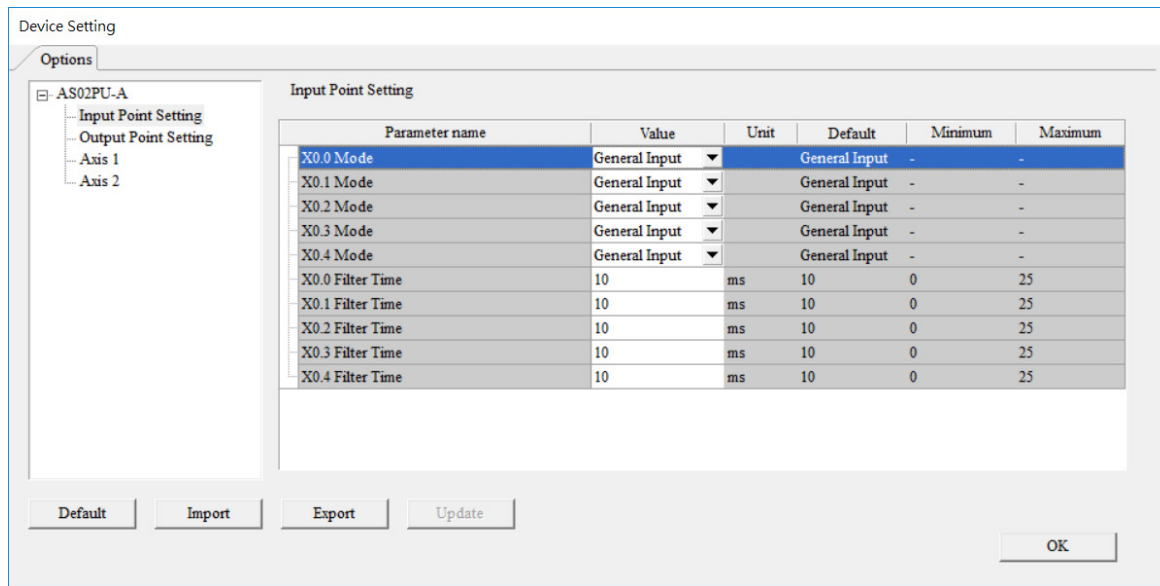 Device Setting
Options
AS02PU-A
Input Point Setting
Output Point Setting
Axis 1
Axis 2
Input Point Setting
Parameter name Value Unit Default Minimum Maximum
X0.0 Mode General Input General Input - -
X0.1 Mode General Input General Input - -
X0.2 Mode General Input General Input - -
X0.3 Mode General Input General Input - -
X0.4 Mode General Input General Input - -
X0.0 Filter Time 10 ms 10 0 25
X0.1 Filter Time 10 ms 10 0 25
X0.2 Filter Time 10 ms 10 0 25
X0.3 Filter Time 10 ms 10 0 25
X0.4 Filter Time 10 ms 10 0 25
Default Import Export Update
OK